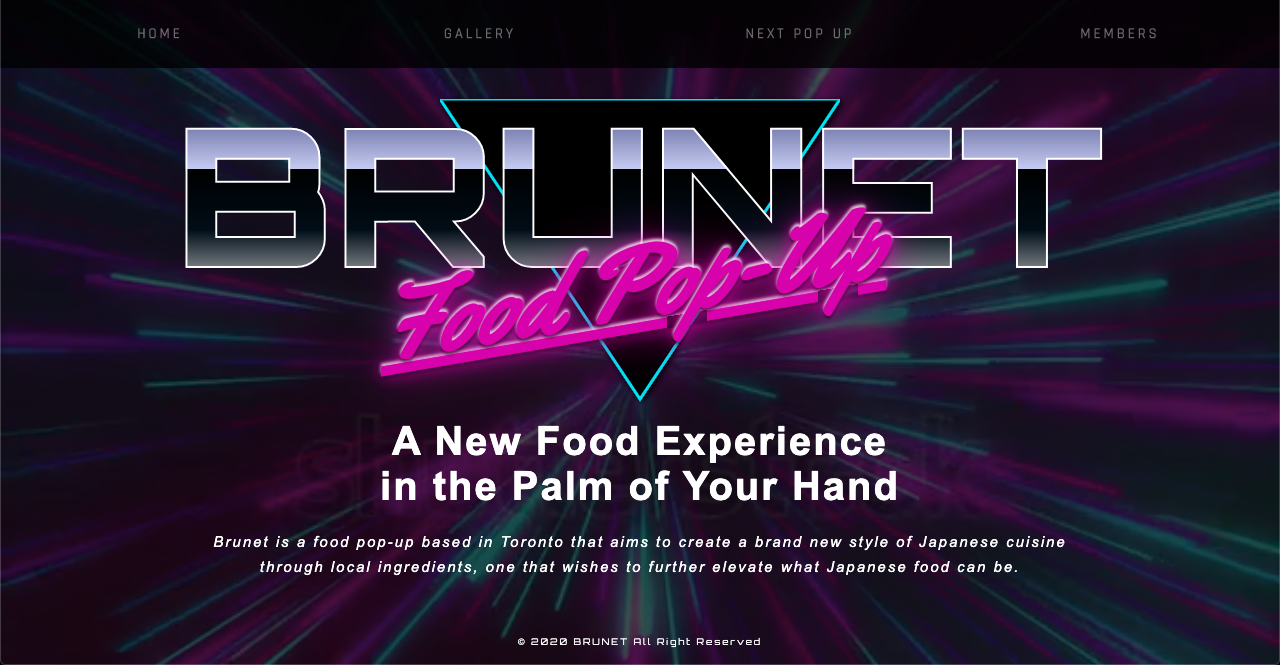 HOME GALLERY NEXT POP UP MEMBERS
BRUNET
Food Pop-Up
A New Food Experience
in the Palm of Your Hand
Brunet is a food pop-up based in Toronto that aims to create a brand new style of Japanese cuisine
through local ingredients, one that wishes to further elevate what Japanese food can be.
© 2020 BRUNET All Right Reserved